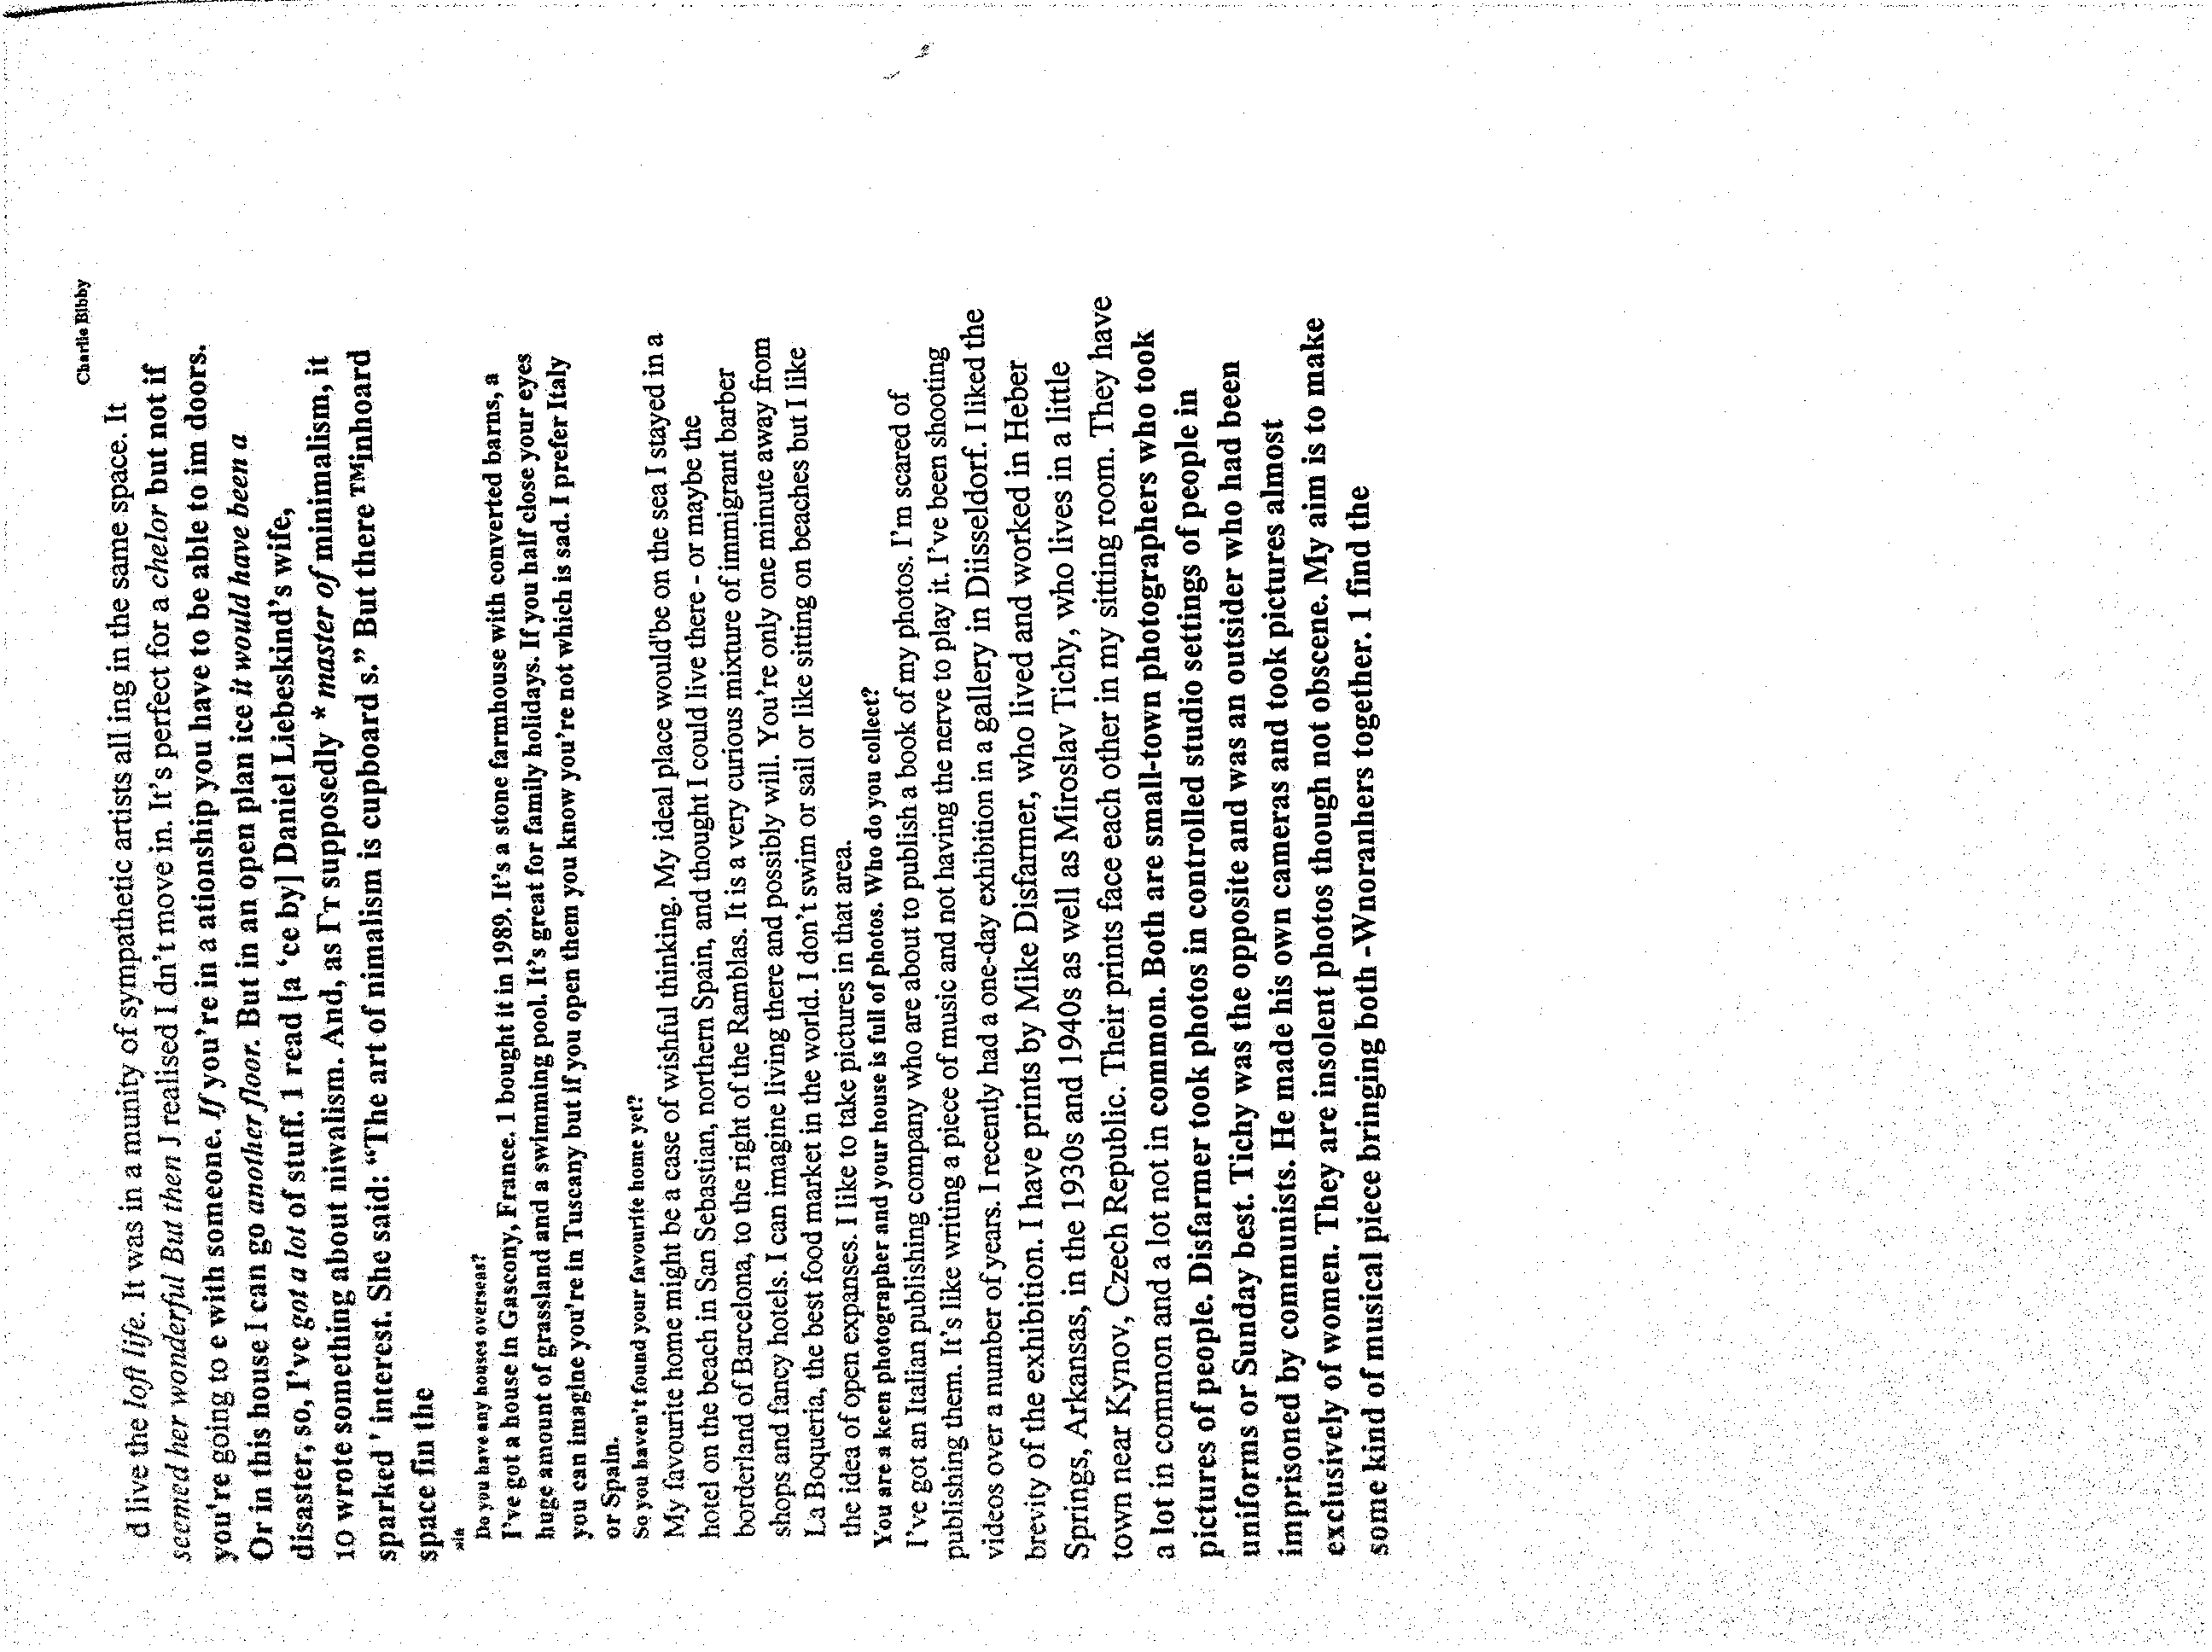 Charlie Bibby
d live the loft life. It was in a munity of sympathetic artists all ing in the same space. It
seemed her wonderful But then J realised I dn't move in. It's perfect for a chelor but not if
you're going to e with someone. If you're in a ationship you have to be able to im doors.
Or in this house I can go another floor. But in an open plan ice it would have been a
disaster, so, I've got a lot of stuff. 1 read [a 'ce by] Daniel Liebeskind's wife,
10 wrote something about niwalism. And, as Гт supposedly * master of minimalism, it
sparked ' interest. She said: "The art of nimalism is cupboard s." But there ™inhoard
space fin the
Do you have any houses overseas?
I've got a house in Gascony, France. 1 bought it in 1989. It's a stone farmhouse with converted barns, a
huge amount of grassland and a swimming pool. It's great for family holidays. If you half close your eyes
you can imagine you're in Tuscany but if you open them you know you're not which is sad. I prefer Italy
or Spain.
So you haven't found your favourite home yet?
My favourite home might be a case of wishful thinking. My ideal place would'be on the sea I stayed in a
hotel on the beach in San Sebastian, northern Spain, and thought I could live there - or maybe the
borderland of Barcelona, to the right of the Ramblas. It is a very curious mixture of immigrant barber
shops and fancy hotels. I can imagine living there and possibly will. You're only one minute away from
La Boqueria, the best food market in the world. I don't swim or sail or like sitting on beaches but I like
the idea of open expanses. I like to take pictures in that area.
You are a keen photographer and your house is full of photos. Who do you collect?
I've got an Italian publishing company who are about to publish a book of my photos. I'm scared of
publishing them. It's like writing a piece of music and not having the nerve to play it. I've been shooting
videos over a number of years. I recently had a one-day exhibition in a gallery in Diisseldorf. I liked the
brevity of the exhibition. I have prints by Mike Disfarmer, who lived and worked in Heber
Springs, Arkansas, in the 1930s and 1940s as well as Miroslav Tichy, who lives in a little
town near Kynov, Czech Republic. Their prints face each other in my sitting room. They have
a lot in common and a lot not in common. Both are small-town photographers who took
pictures of people. Disfarmer took photos in controlled studio settings of people in
uniforms or Sunday best. Tichy was the opposite and was an outsider who had been
imprisoned by communists. He made his own cameras and took pictures almost
exclusively of women. They are insolent photos though not obscene. My aim is to make
some kind of musical piece bringing both -Wnoranhers together. 1 find the